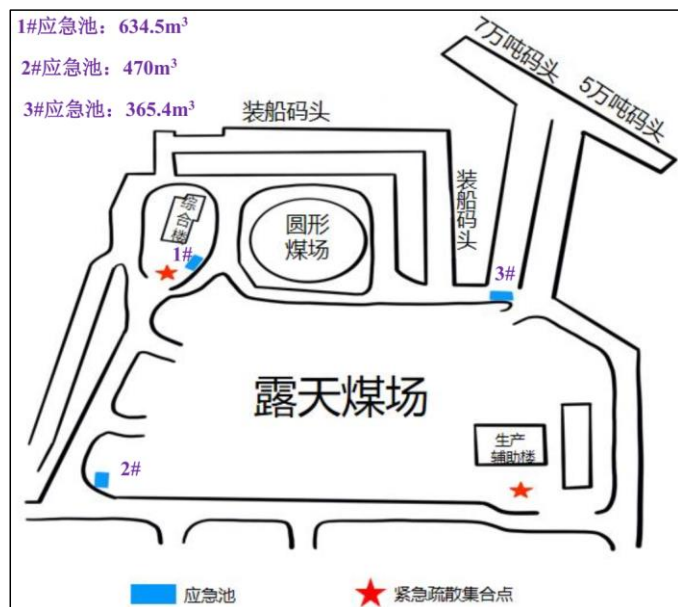 1#应急池：634.5m³
2#应急池：470m³
3#应急池：365.4m³
7万吨码头
5万吨码头
装船码头
装船码头
综合楼
1#
圆形
煤场
3#
露天煤场
生产
辅助楼
2#
应急池
紧急疏散集合点